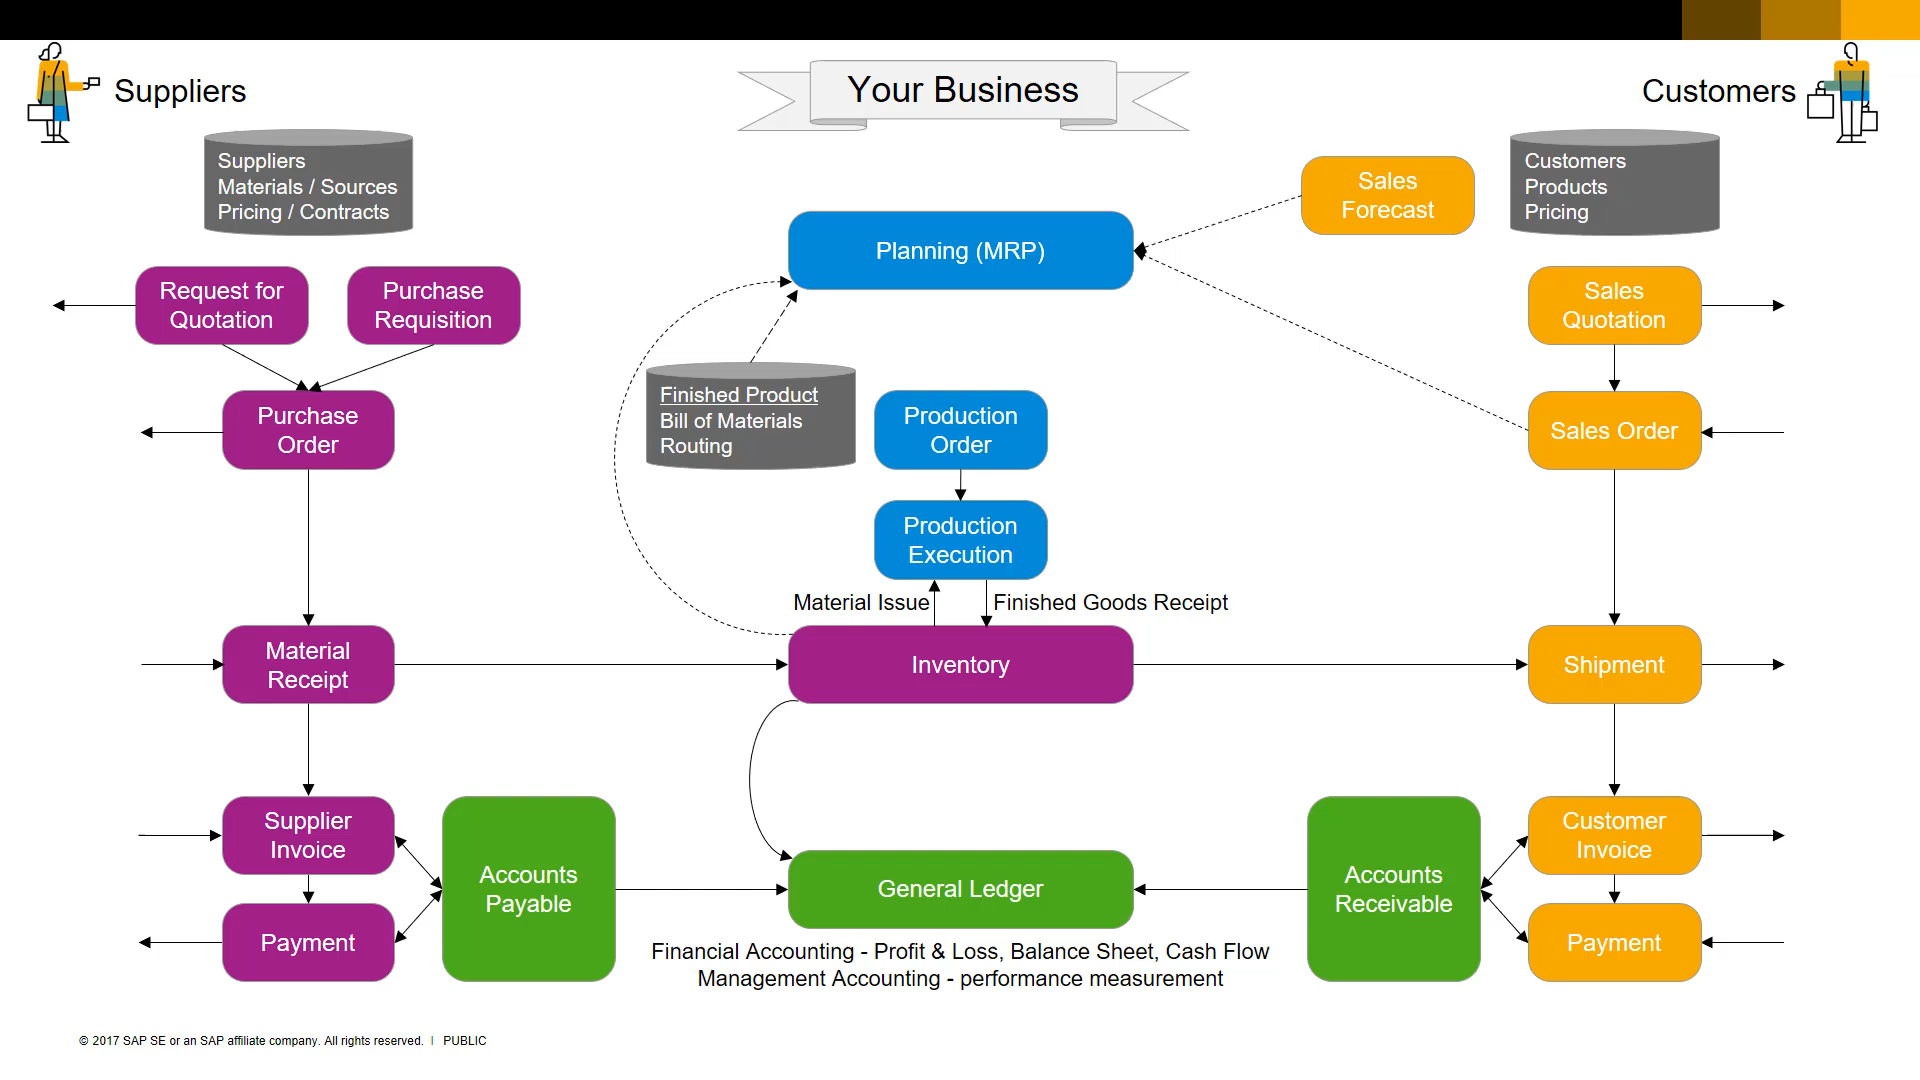 Suppliers
Your Business
Customers
Suppliers
Materials / Sources
Pricing / Contracts
Sales
Forecast
Customers
Products
Pricing
Planning (MRP)
Request for
Quotation
Purchase
Requisition
Sales
Quotation
Finished Product
Bill of Materials
Routing
Purchase
Order
Production
Order
Sales Order
Production
Execution
Material Issue
Finished Goods Receipt
Material
Receipt
Inventory
Shipment
Supplier
Invoice
Accounts
Payable
General Ledger
Accounts
Receivable
Customer
Invoice
Payment
Payment
Financial Accounting - Profit & Loss, Balance Sheet, Cash Flow
Management Accounting - performance measurement
© 2017 SAP SE or an SAP affiliate company. All rights reserved. | PUBLIC